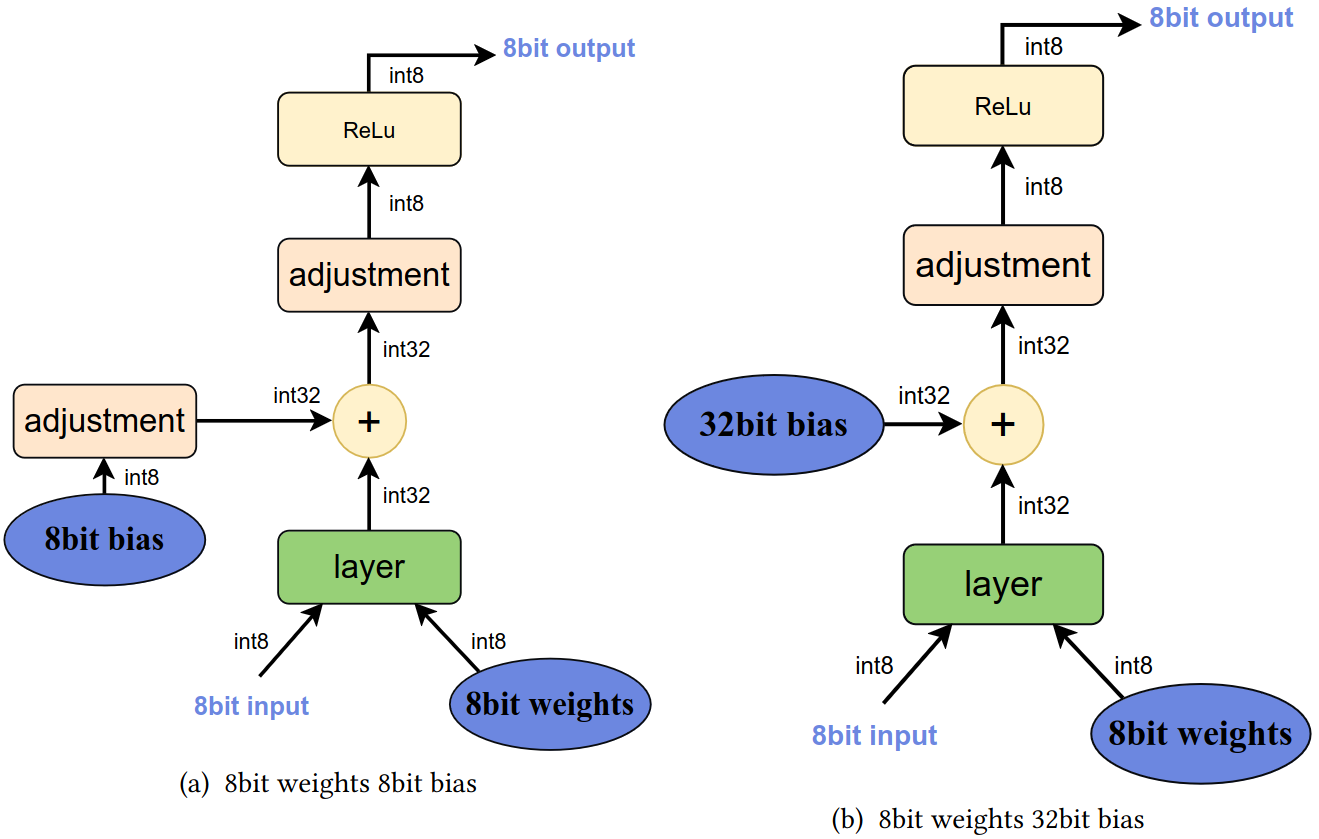 8bit output
int8
ReLu
int8
adjustment
int32
adjustment
int32
+
int8
int32
8bit bias
layer
int8
int8
8bit input
8bit weights
(a) 8bit weights 8bit bias
8bit output
int8
ReLu
int8
adjustment
int32
32bit bias
int32
+
int32
layer
int8
int8
8bit input
8bit weights
(b) 8bit weights 32bit bias